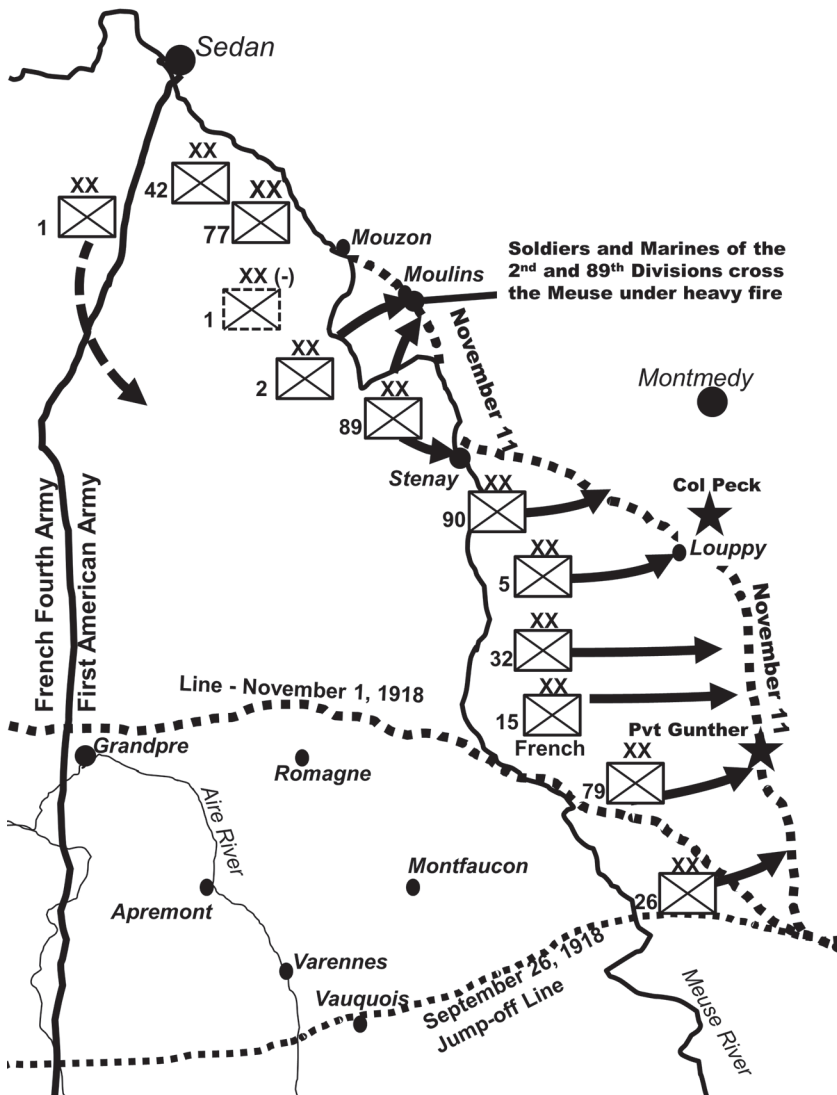 Sedan
XX
42
XX
77
XX
1
Mouzon
Soldiers and Marines of the
2nd and 89th Divisions cross
the Meuse under heavy fire
Moulins
XX (-)
1
November 11
XX
2
Montmedy
XX
89
Stenay
XX
90
Col Peck
Louppy
XX
5
French Fourth Army
First American Army
XX
32
November 11
Line - November 1, 1918
XX
15
French
Pvt Gunther
Grandpre
Romagne
XX
79
Aire River
Montfaucon
XX
26
Apremont
Varennes
Vauquois
September 26, 1918
Jump-off Line
Meuse River